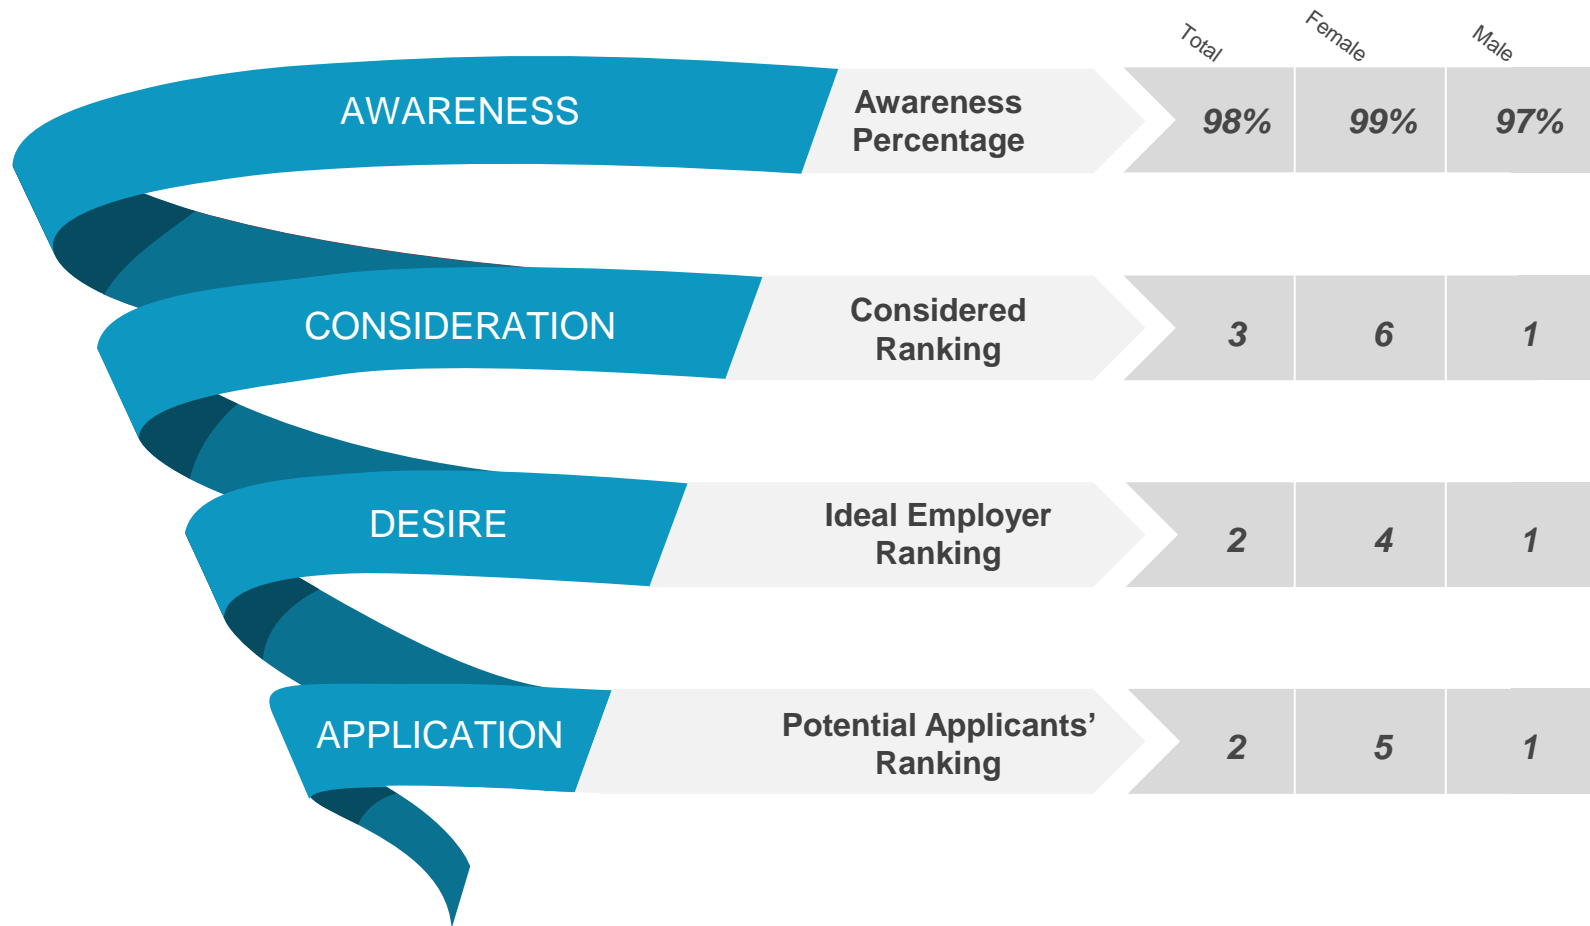 Total Female Male
AWARENESS
Awareness
Percentage
98% 99% 97%
CONSIDERATION
Considered
Ranking
3 6 1
DESIRE
Ideal Employer
Ranking
2 4 1
APPLICATION
Potential Applicants’
Ranking
2 5 1